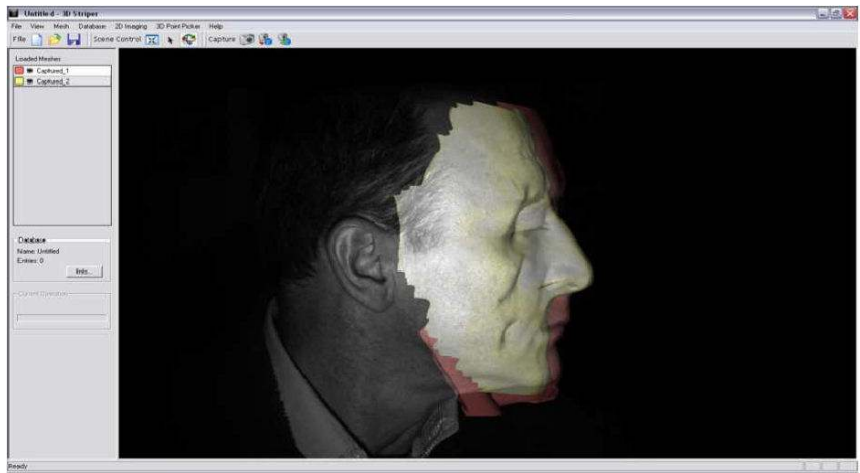 Untitled - 3D Striper
File View Mesh Database 2D Imaging 3D Point Picker Help
File Scene Control Capture
Loaded Meshes
Captured_1
Captured_2
Database
Name: Untitled
Entries: 0
Info...
Current Operation
Ready